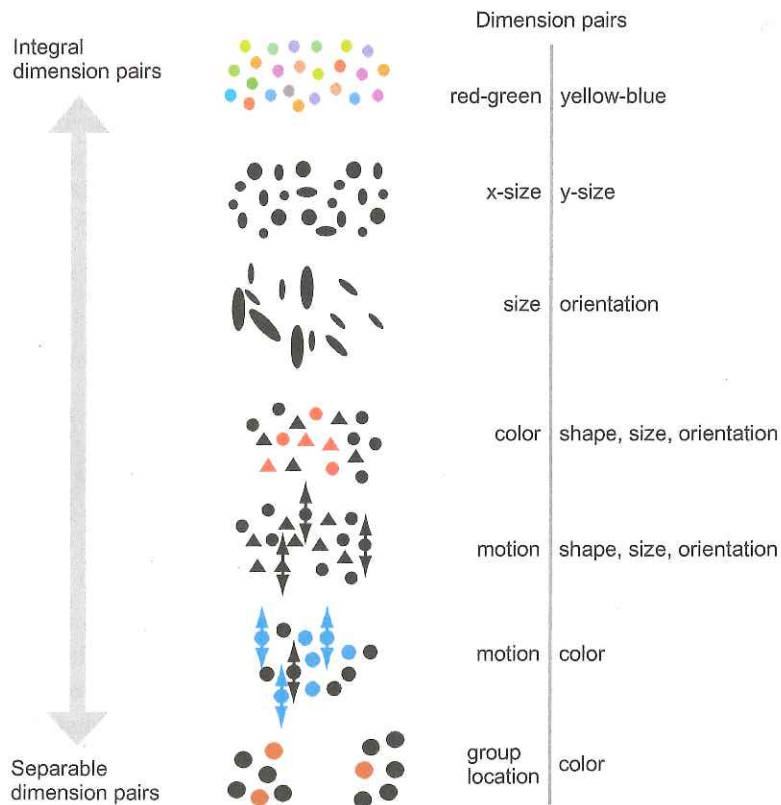 Dimension pairs
Integral
dimension pairs
red-green yellow-blue
x-size y-size
size orientation
color shape, size, orientation
motion shape, size, orientation
motion color
group
location color
Separable
dimension pairs